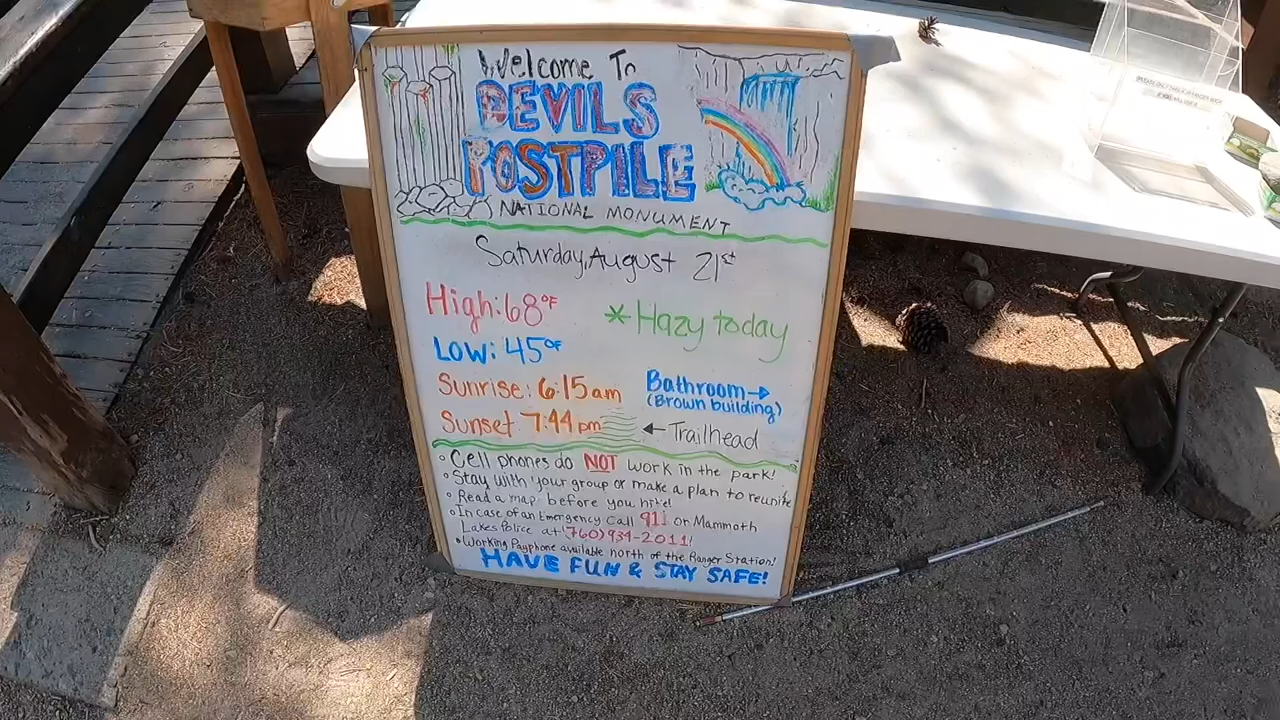 Welcome To
DEVILS
POSTPILE
NATIONAL MONUMENT
Saturday, August 21st
High: 68°F
* Hazy today
Low: 45°F
Sunrise: 6:15am
Bathroom →
(Brown building)
Sunset 7:44 pm
← Trailhead
◦ Cell phones do NOT work in the park!
◦ Stay with your group or make a plan to reunite
◦ Read a map before you hike!
◦ In case of an Emergency Call 911 or Mammoth
Lakes Police at (760) 934-2011!
• Working Payphone available north of the Ranger Station!
HAVE FUN & STAY SAFE!